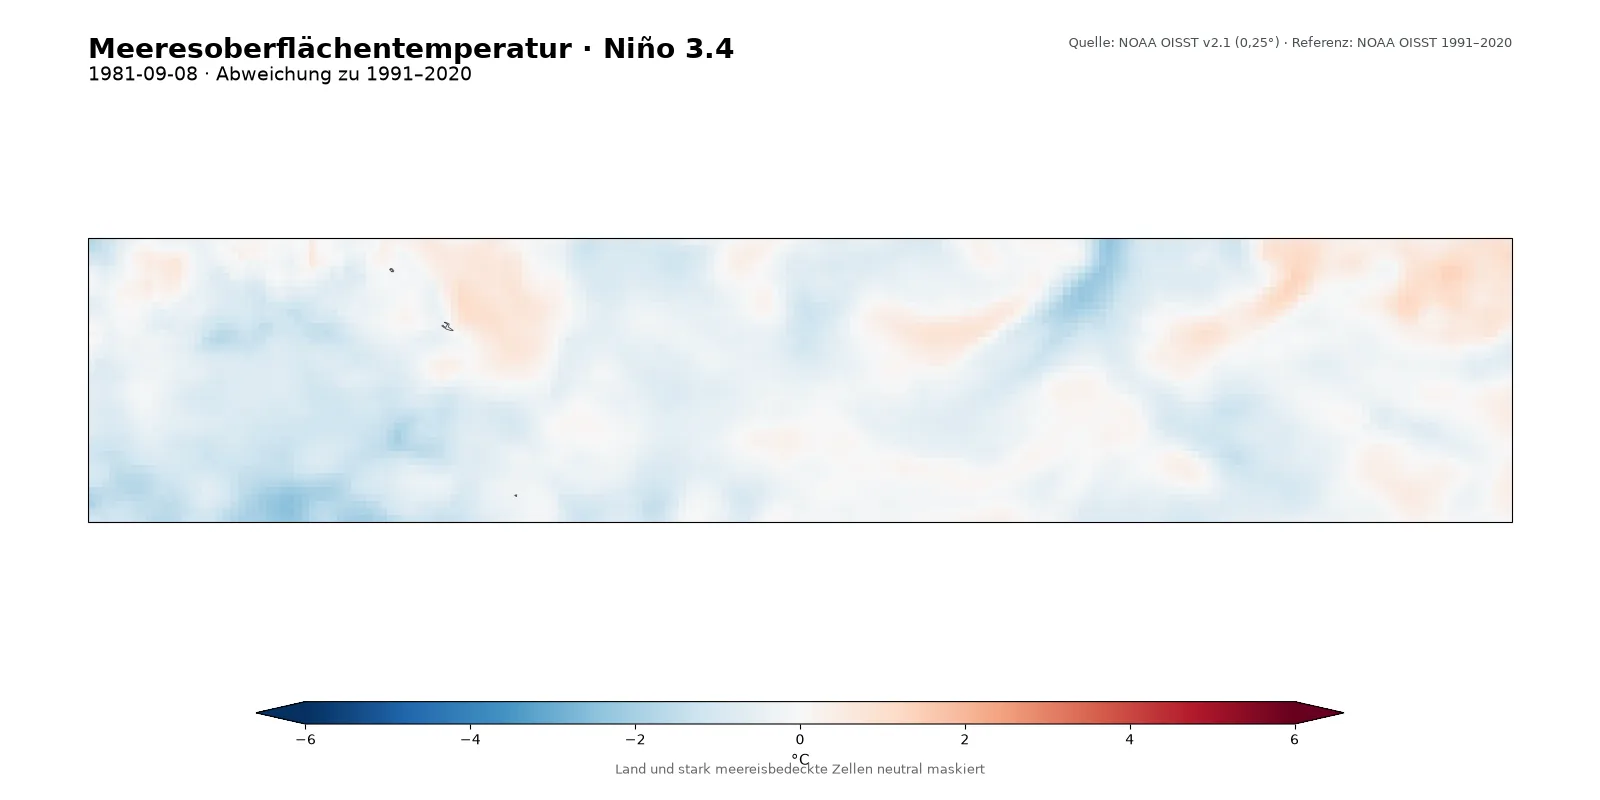 Meeresoberflächentemperatur · Niño 3.4
1981-09-08 · Abweichung zu 1991–2020
Quelle: NOAA OISST v2.1 (0,25°) · Referenz: NOAA OISST 1991–2020
−6 −4 −2 0 2 4 6
°C
Land und stark meereisbedeckte Zellen neutral maskiert